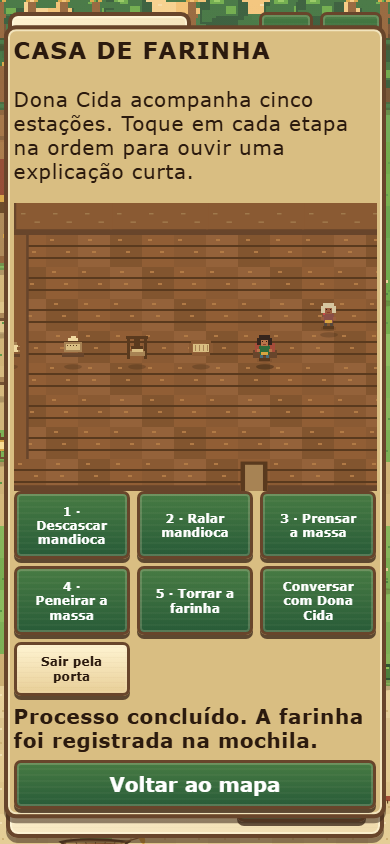 CASA DE FARINHA
Dona Cida acompanha cinco
estações. Toque em cada etapa
na ordem para ouvir uma
explicação curta.
1 ·
Descascar
mandioca
2 · Ralar
mandioca
3 · Prensar
a massa
4 ·
Peneirar a
massa
5 · Torrar a
farinha
Conversar
com Dona
Cida
Sair pela
porta
Processo concluído. A farinha
foi registrada na mochila.
Voltar ao mapa